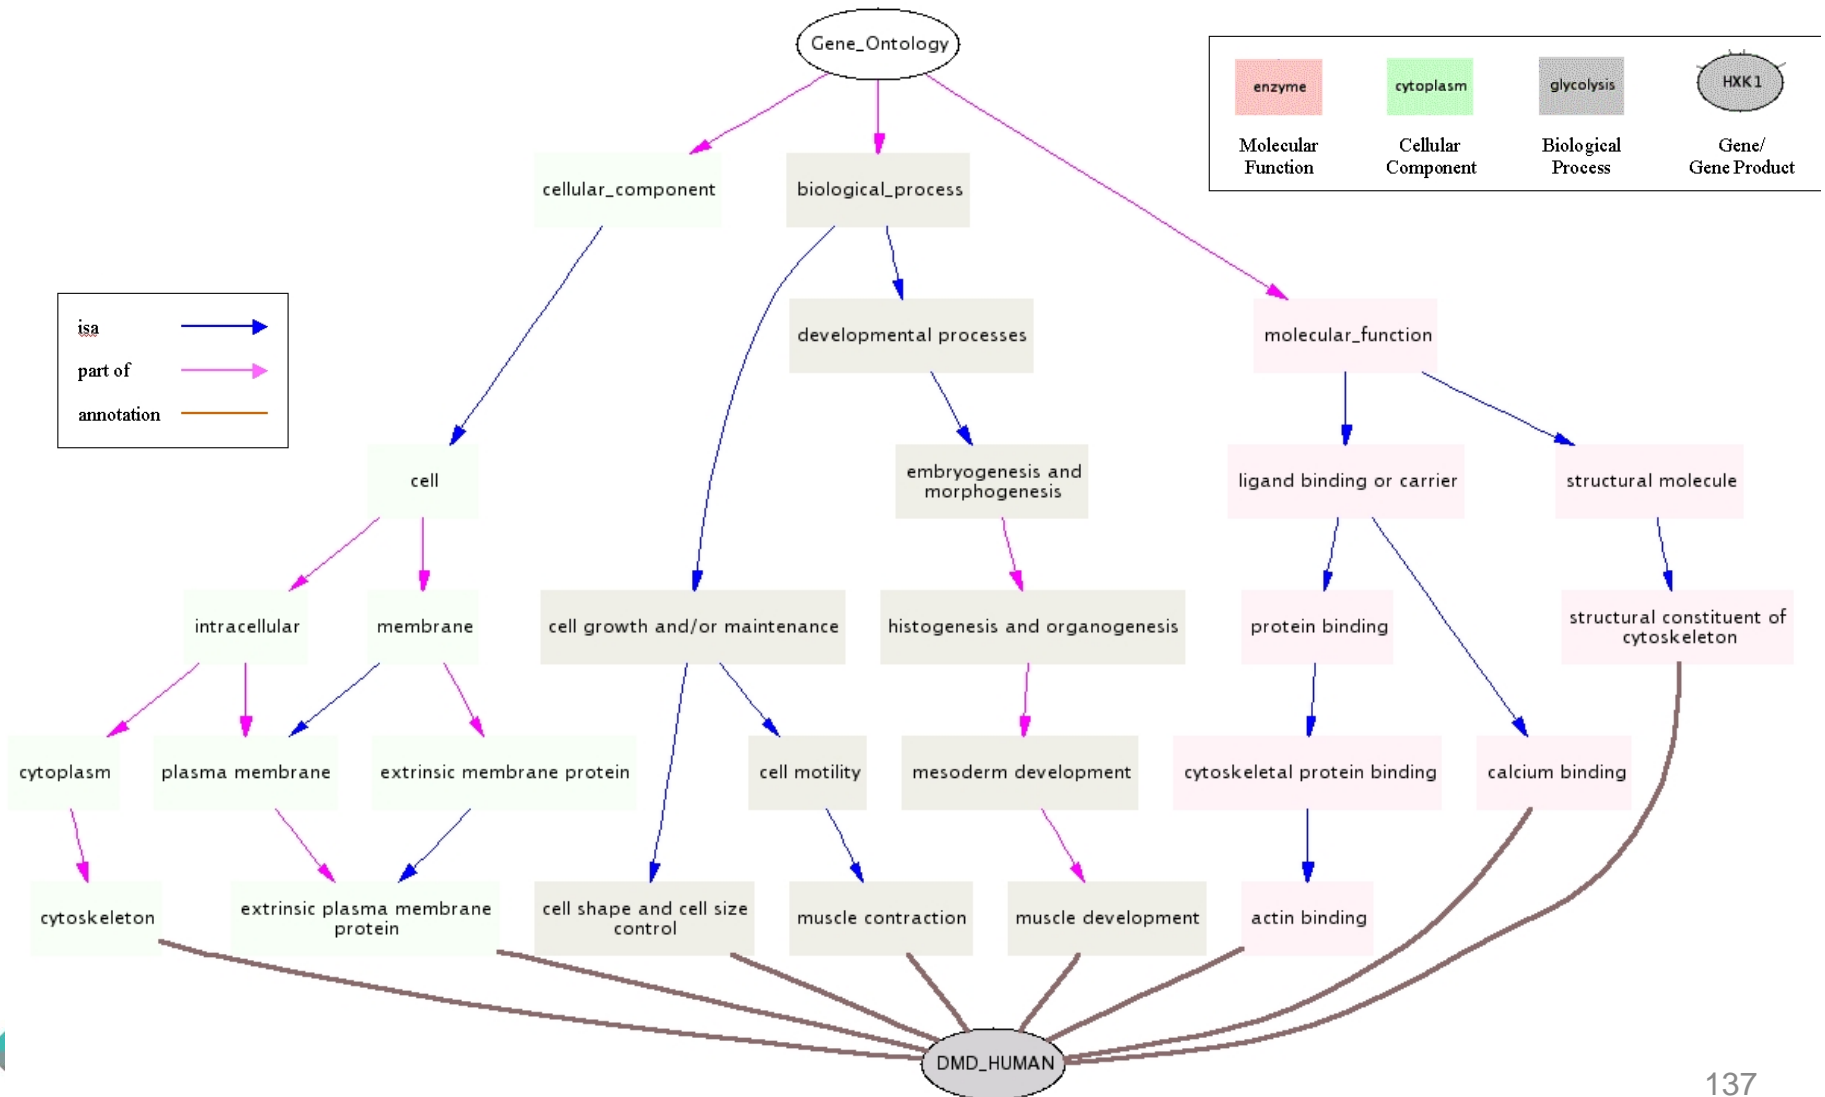 Gene_Ontology
enzyme
cytoplasm
glycolysis
HXK1
Molecular
Function
Cellular
Component
Biological
Process
Gene/
Gene Product
cellular_component
biological_process
isa
part of
annotation
developmental processes
molecular_function
cell
embryogenesis and
morphogenesis
ligand binding or carrier
structural molecule
intracellular
membrane
cell growth and/or maintenance
histogenesis and organogenesis
protein binding
structural constituent of
cytoskeleton
cytoplasm
plasma membrane
extrinsic membrane protein
cell motility
mesoderm development
cytoskeletal protein binding
calcium binding
cytoskeleton
extrinsic plasma membrane
protein
cell shape and cell size
control
muscle contraction
muscle development
actin binding
DMD_HUMAN
137